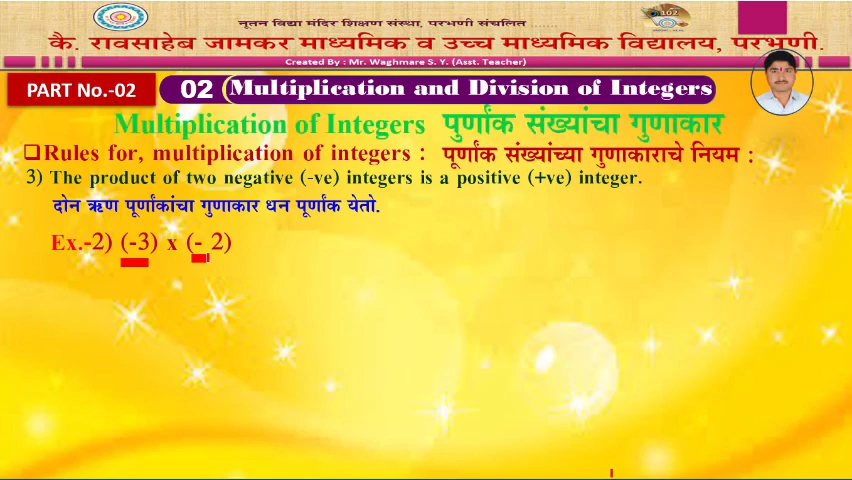 नूतन विद्या मंदिर शिक्षण संस्था, परभणी संचलित ..........
कै. रावसाहेब जामकर माध्यमिक व उच्च माध्यमिक विद्यालय, परभणी.
Created By : Mr. Waghmare S. Y. (Asst. Teacher)
PART No.-02
02 Multiplication and Division of Integers
Multiplication of Integers पुर्णांक संख्यांचा गुणाकार
❑Rules for, multiplication of integers : पूर्णांक संख्यांच्या गुणाकाराचे नियम :
3) The product of two negative (-ve) integers is a positive (+ve) integer.
दोन ऋण पूर्णांकांचा गुणाकार धन पूर्णांक येतो.
Ex.-2) (-3) x (- 2)